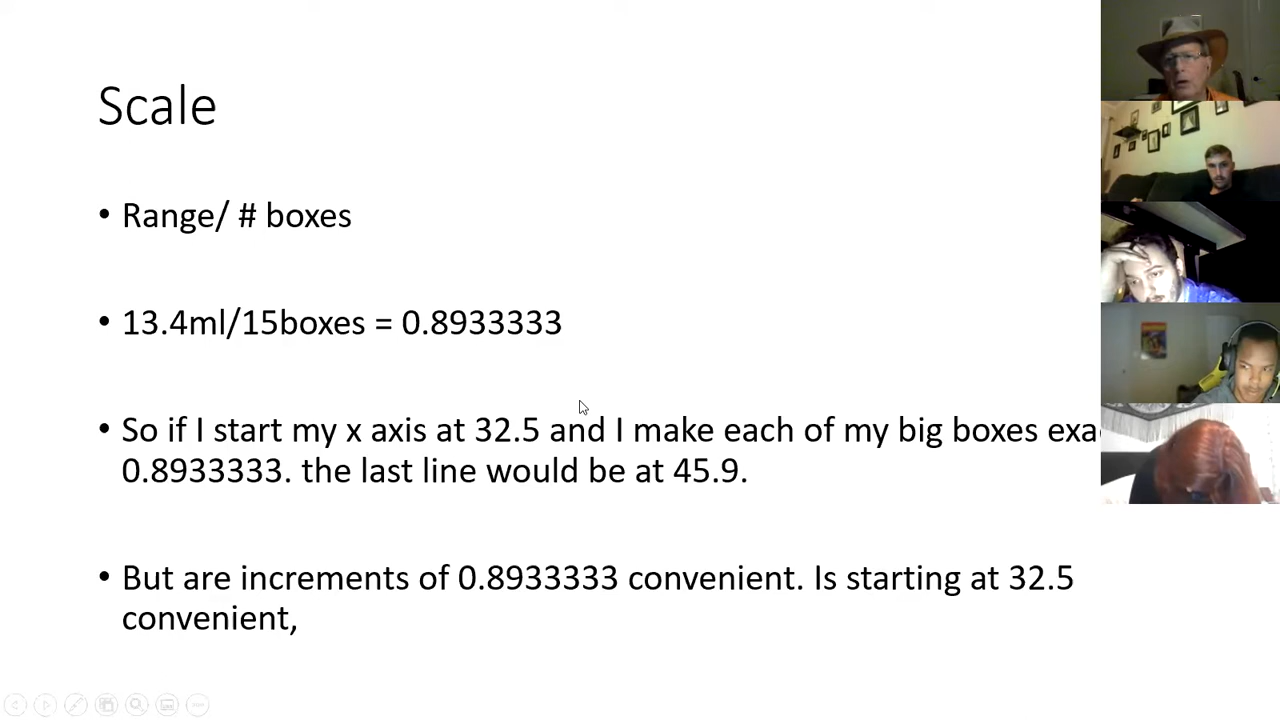 Scale
• Range/ # boxes
• 13.4ml/15boxes = 0.8933333
• So if I start my x axis at 32.5 and I make each of my big boxes exa
0.8933333. the last line would be at 45.9.
• But are increments of 0.8933333 convenient. Is starting at 32.5
convenient,